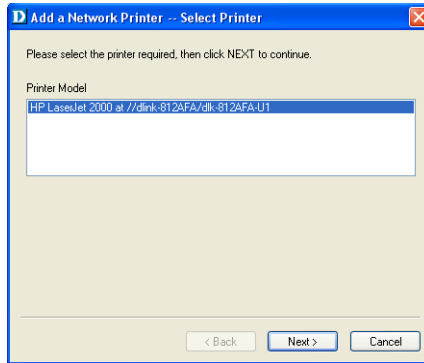 D Add a Network Printer -- Select Printer
Please select the printer required, then click NEXT to continue.
Printer Model
HP LaserJet 2000 at //dlink-812AFA/dlk-812AFA-U1
< Back Next > Cancel